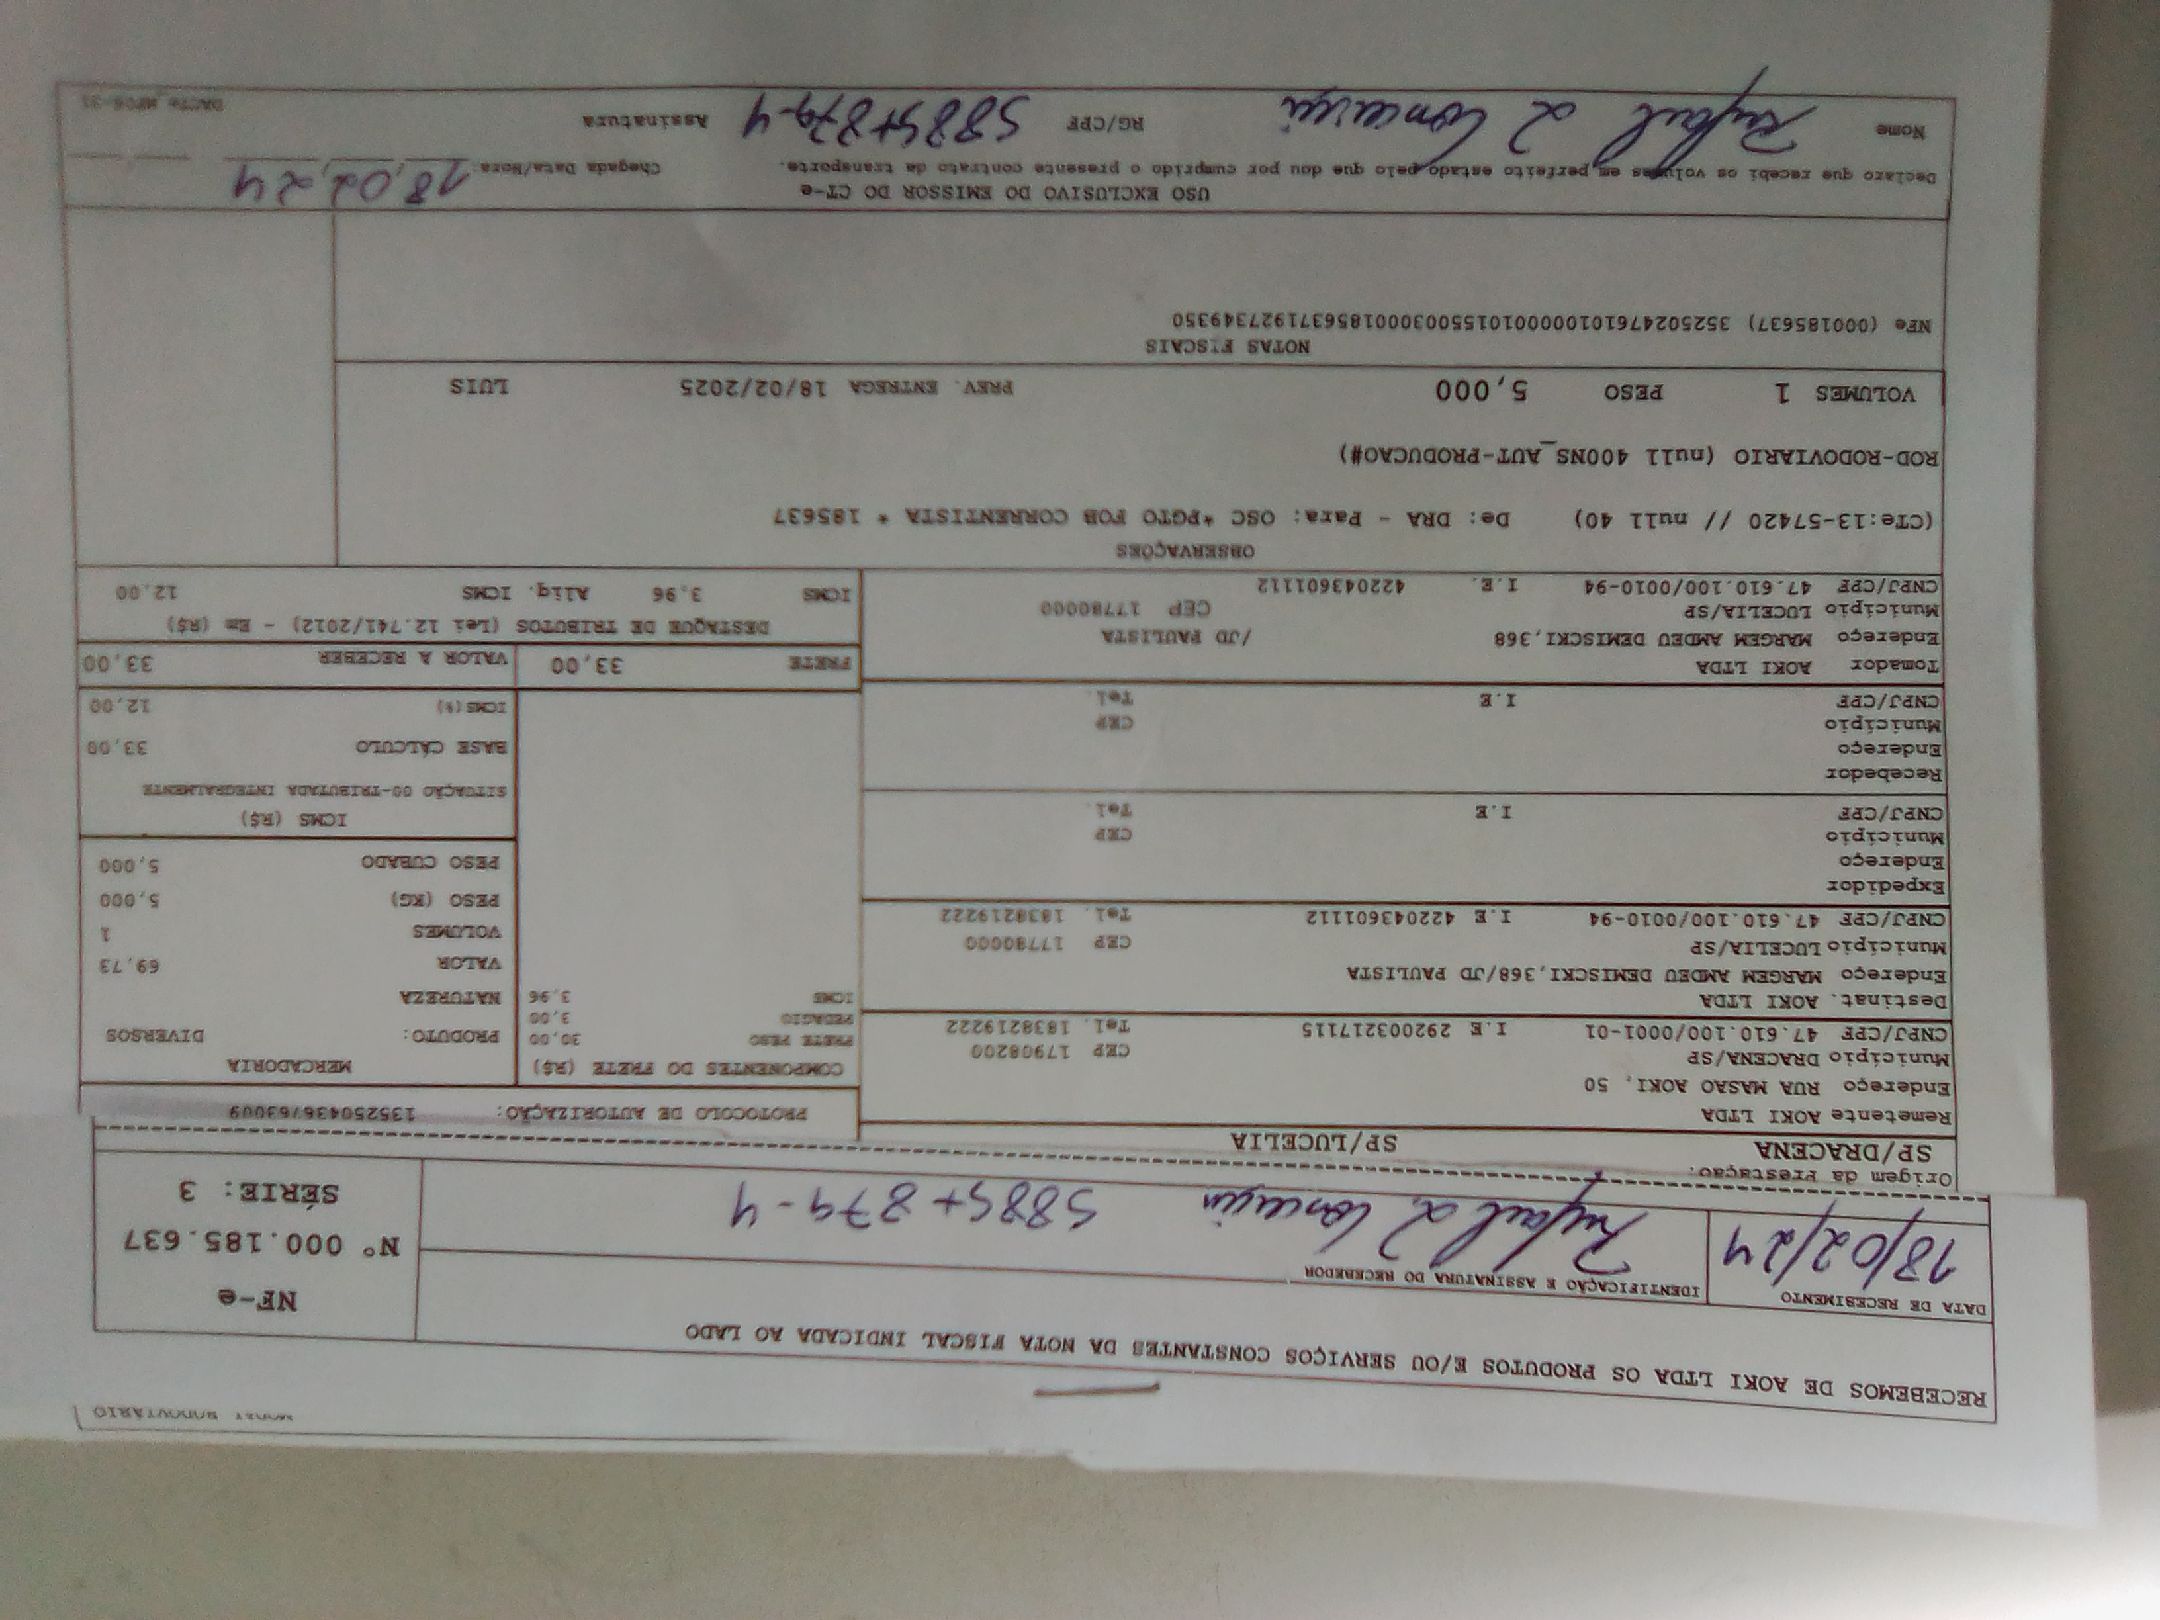 RECEBEMOS DE AOKI LTDA OS PRODUTOS E/OU SERVIÇOS CONSTANTES DA NOTA FISCAL INDICADA AO LADO
NF-e
Nº 000.185.637
SÉRIE: 3
DATA DE RECEBIMENTO
18/02/24
IDENTIFICAÇÃO E ASSINATURA DO RECEBEDOR
Rafael
Origem da Prestação:
SP/DRACENA SP/LUCELIA
Remetente AOKI LTDA
Endereço RUA MASAO AOKI, 50
Município DRACENA/SP CEP 17908200
CNPJ/CPF 47.610.100/0001-01 I.E 292003217115 Tel. 1838219222
Destinat. AOKI LTDA
Endereço MARGEM AMDEU DEMISCKI,368/JD PAULISTA
Município LUCELIA/SP CEP 17780000
CNPJ/CPF 47.610.100/0010-94 I.E 422043601112 Tel. 1838219222
Expedidor
Endereço
Município CEP
CNPJ/CPF I.E Tel.
Recebedor
Endereço
Município CEP
CNPJ/CPF I.E Tel.
Tomador AOKI LTDA
Endereço MARGEM AMDEU DEMISCKI,368 /JD PAULISTA
Município LUCELIA/SP CEP 17780000
CNPJ/CPF 47.610.100/0010-94 I.E. 422043601112
PROTOCOLO DE AUTORIZAÇÃO: 135250436763009
COMPONENTES DO FRETE (R$)
FRETE PESO 30,00
PEDAGIO 3,00
ICMS 3,96
MERCADORIA
PRODUTO: DIVERSOS
NATUREZA
VALOR 69,73
VOLUMES 1
PESO (KG) 5,000
PESO CUBADO 5,000
ICMS (R$)
SITUAÇÃO 00-TRIBUTADA INTEGRALMENTE
BASE CÁLCULO 33,00
ICMS(%) 12,00
FRETE 33,00 VALOR A RECEBER 33,00
DESTAQUE DE TRIBUTOS (Lei 12.741/2012) - Em (R$)
ICMS 3,96 Aliq. ICMS 12,00
OBSERVAÇÕES
(CTe:13-57420 // null 40) De: DRA - Para: OSC *PGTO FOB CORRENTISTA * 185637
ROD-RODOVIARIO (null 400NS_AUT-PRODUCAO#)
VOLUMES 1 PESO 5,000 PREV. ENTREGA 18/02/2025 LUIS
NOTAS FISCAIS
NFe (000185637) 35250247610100000101550030001856371927349350
USO EXCLUSIVO DO EMISSOR DO CT-e
Declaro que recebi os volumes em perfeito estado pelo que dou por cumprido o presente contrato da transporte. Chegada Data/Hora 18,02,24
Nome Rafael RG/CPF Assinatura